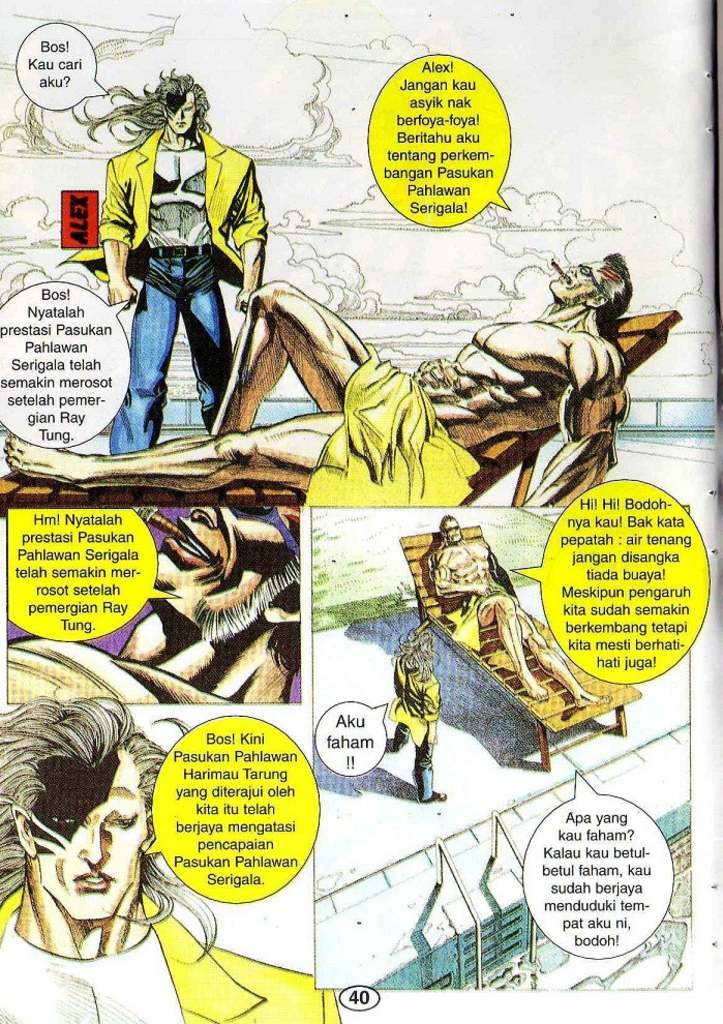 Bos!
Kau cari
aku?
Alex!
Jangan kau
asyik nak
berfoya-foya!
Beritahu aku
tentang perkem-
bangan Pasukan
Pahlawan
Serigala!
ALEX
Bos!
Nyatalah
prestasi Pasukan
Pahlawan
Serigala telah
semakin merosot
setelah pemer-
gian Ray
Tung.
Hm! Nyatalah
prestasi Pasukan
Pahlawan Serigala
telah semakin mer-
rosot setelah
pemergian Ray
Tung.
Hi! Hi! Bodoh-
nya kau! Bak kata
pepatah : air tenang
jangan disangka
tiada buaya!
Meskipun pengaruh
kita sudah semakin
berkembang tetapi
kita mesti berhati-
hati juga!
Aku
faham
!!
Bos! Kini
Pasukan Pahlawan
Harimau Tarung
yang diterajui oleh
kita itu telah
berjaya mengatasi
pencapaian
Pasukan Pahlawan
Serigala.
Apa yang
kau faham?
Kalau kau betul-
betul faham, kau
sudah berjaya
menduduki tem-
pat aku ni,
bodoh!
40